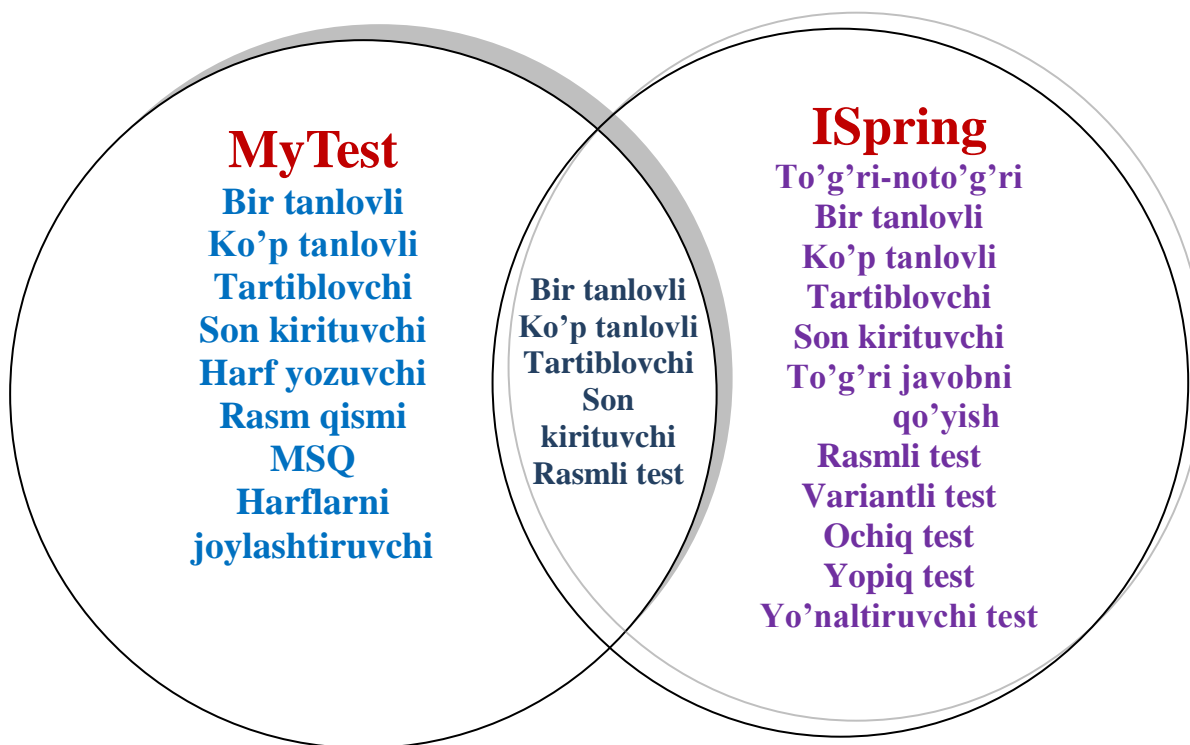 MyTest
Bir tanlovli
Ko’p tanlovli
Tartiblovchi
Son kirituvchi
Harf yozuvchi
Rasm qismi
MSQ
Harflarni
joylashtiruvchi
Bir tanlovli
Ko’p tanlovli
Tartiblovchi
Son
kirituvchi
Rasmli test
ISpring
To’g’ri-noto’g’ri
Bir tanlovli
Ko’p tanlovli
Tartiblovchi
Son kirituvchi
To’g’ri javobni
qo’yish
Rasmli test
Variantli test
Ochiq test
Yopiq test
Yo’naltiruvchi test